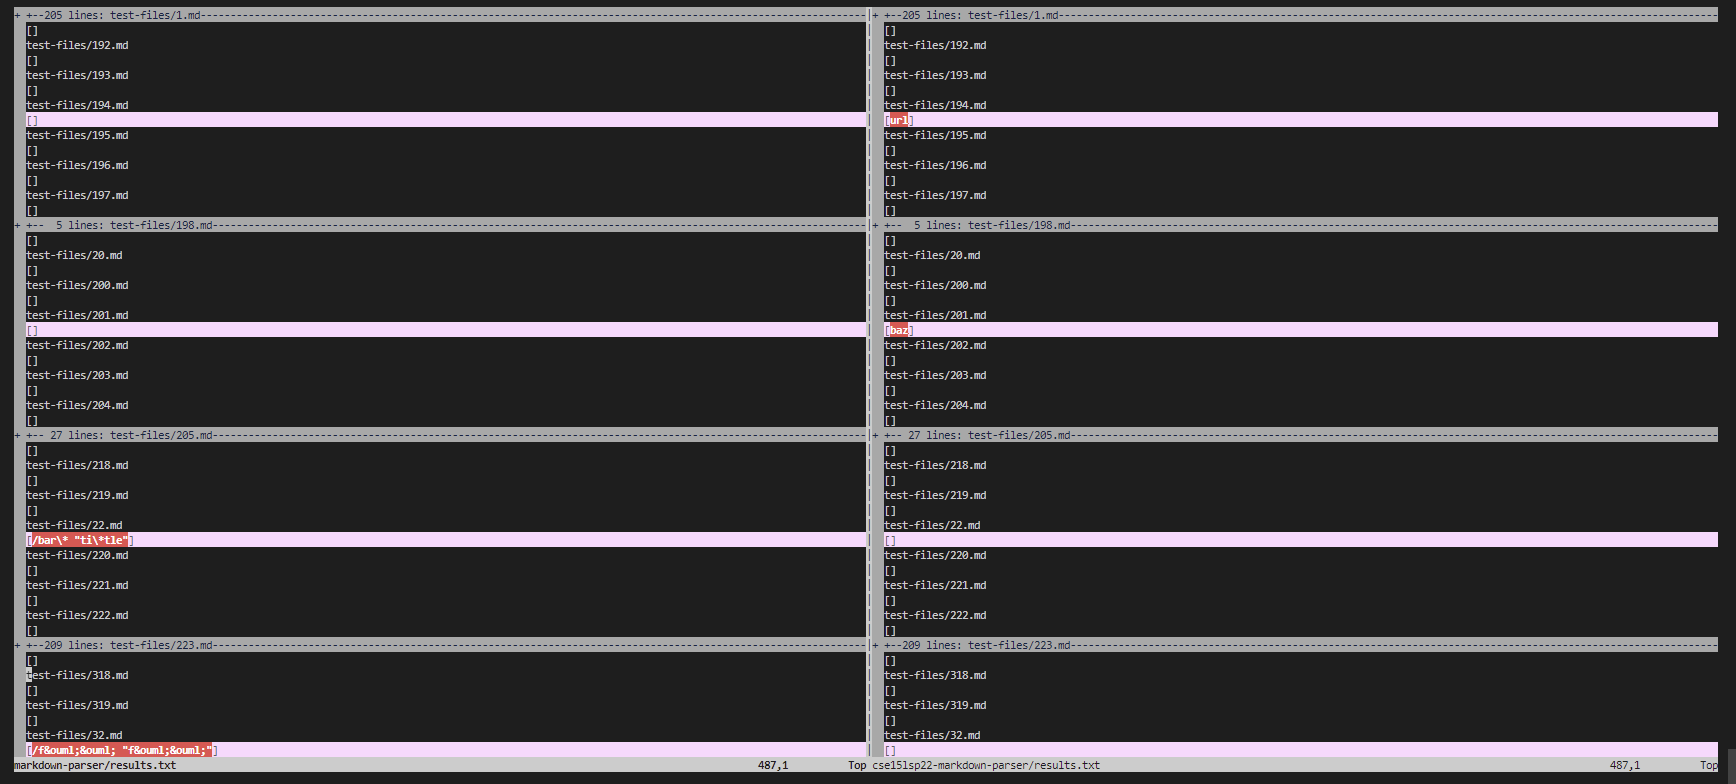 + +--205 lines: test-files/1.md--------------------
[]
test-files/192.md
[]
test-files/193.md
[]
test-files/194.md
[]
test-files/195.md
[]
test-files/196.md
[]
test-files/197.md
[]
+ +--  5 lines: test-files/198.md--------------------
[]
test-files/20.md
[]
test-files/200.md
[]
test-files/201.md
[]
test-files/202.md
[]
test-files/203.md
[]
test-files/204.md
[]
+ +-- 27 lines: test-files/205.md--------------------
[]
test-files/218.md
[]
test-files/219.md
[]
test-files/22.md
[/bar\* "ti\*tle"]
test-files/220.md
[]
test-files/221.md
[]
test-files/222.md
[]
+ +--209 lines: test-files/223.md--------------------
[]
test-files/318.md
[]
test-files/319.md
[]
test-files/32.md
[/f&ouml;&ouml; "f&ouml;&ouml;"]
markdown-parser/results.txt 487,1 Top
+ +--205 lines: test-files/1.md--------------------
[]
test-files/192.md
[]
test-files/193.md
[]
test-files/194.md
[url]
test-files/195.md
[]
test-files/196.md
[]
test-files/197.md
[]
+ +--  5 lines: test-files/198.md--------------------
[]
test-files/20.md
[]
test-files/200.md
[]
test-files/201.md
[baz]
test-files/202.md
[]
test-files/203.md
[]
test-files/204.md
[]
+ +-- 27 lines: test-files/205.md--------------------
[]
test-files/218.md
[]
test-files/219.md
[]
test-files/22.md
[]
test-files/220.md
[]
test-files/221.md
[]
test-files/222.md
[]
+ +--209 lines: test-files/223.md--------------------
[]
test-files/318.md
[]
test-files/319.md
[]
test-files/32.md
[]
cse15lsp22-markdown-parser/results.txt 487,1 Top